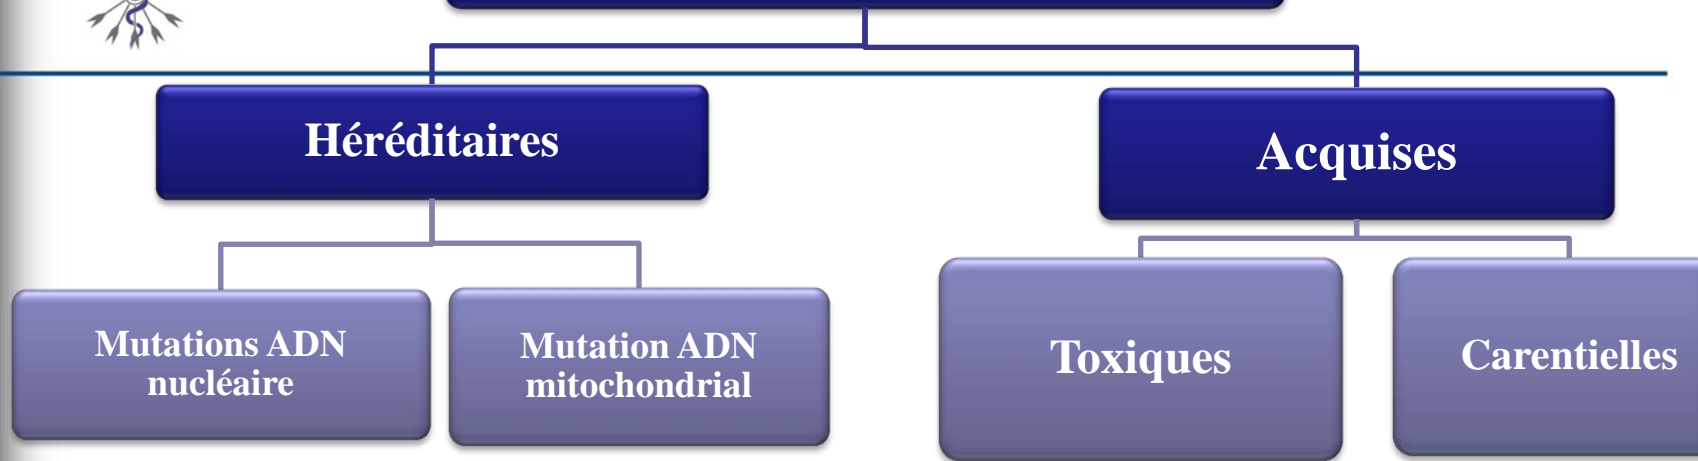 Héréditaires
Acquises
Mutations ADN
nucléaire
Mutation ADN
mitochondrial
Toxiques
Carentielles